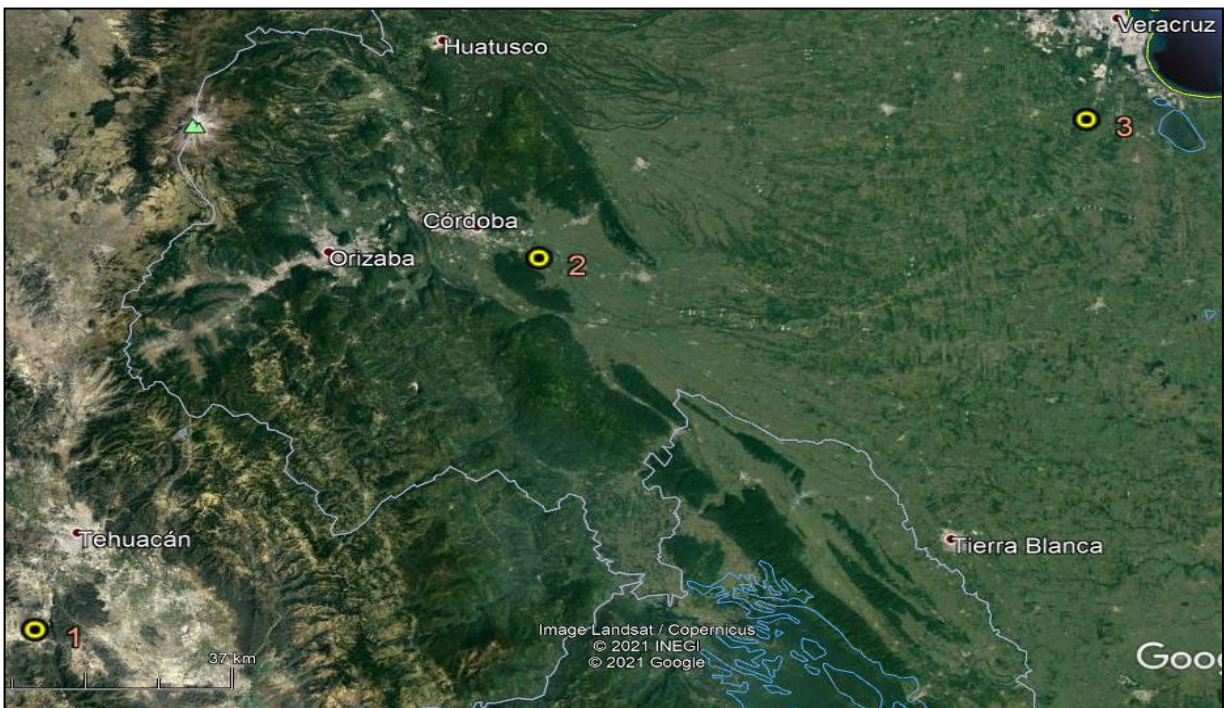 Veracruz
Huatusco
3
Córdoba
Orizaba
2
Tehuacán
Tierra Blanca
1
37 km
Image Landsat / Copernicus
© 2021 INEGI
© 2021 Google
Goog